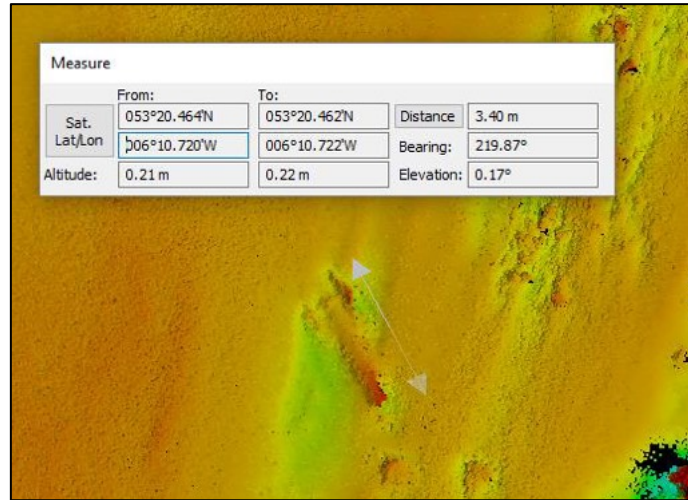 Measure
From: To:
Sat. Lat/Lon 053°20.464'N 053°20.462'N Distance 3.40 m
006°10.720'W 006°10.722'W Bearing: 219.87°
Altitude: 0.21 m 0.22 m Elevation: 0.17°